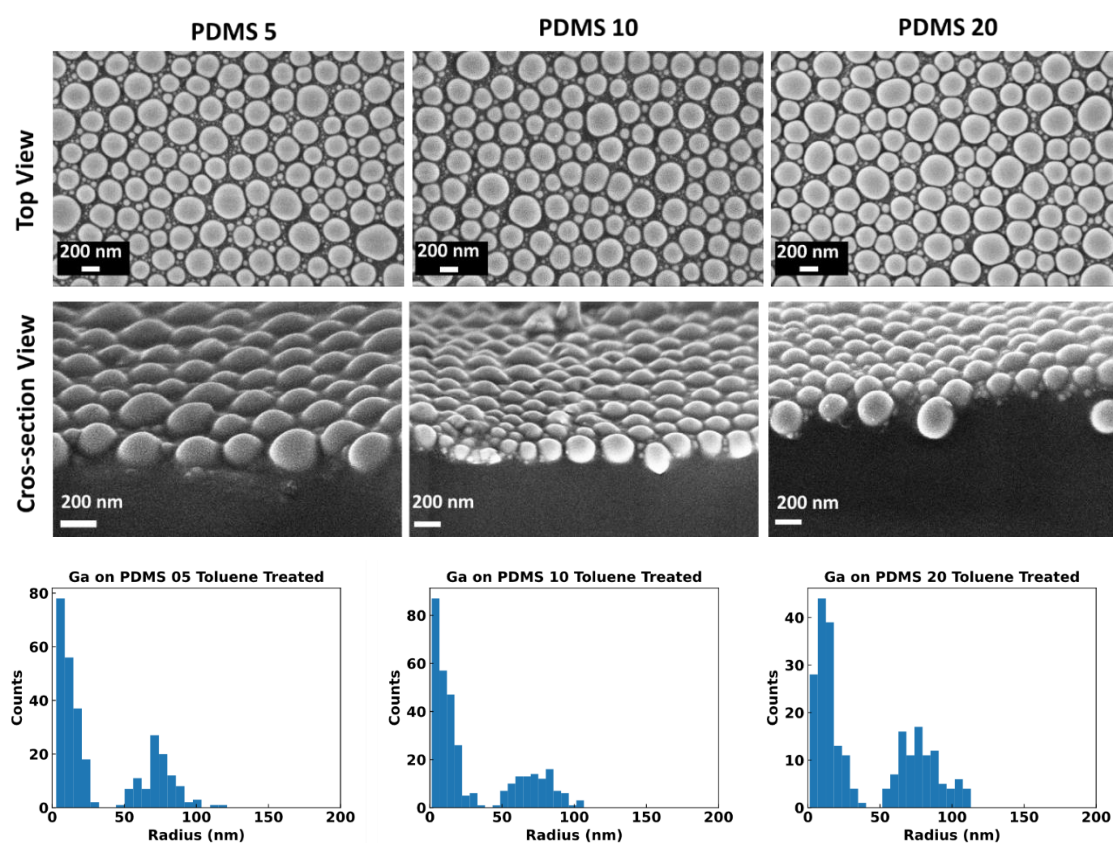 PDMS 5
PDMS 10
PDMS 20
Top View
200 nm
200 nm
200 nm
Cross-section View
200 nm
200 nm
200 nm
Ga on PDMS 05 Toluene Treated
Ga on PDMS 10 Toluene Treated
Ga on PDMS 20 Toluene Treated
Counts
80
60
40
20
0
0
50
100
150
200
Radius (nm)
Counts
80
60
40
20
0
0
50
100
150
200
Radius (nm)
Counts
40
30
20
10
0
0
50
100
150
200
Radius (nm)